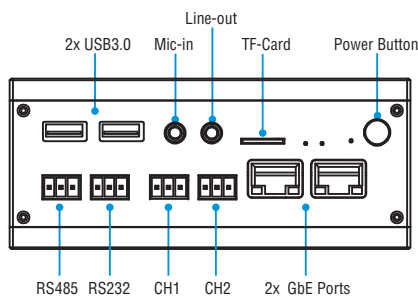 Line-out
2x USB3.0 Mic-in TF-Card Power Button
RS485 RS232 CH1 CH2 2x GbE Ports